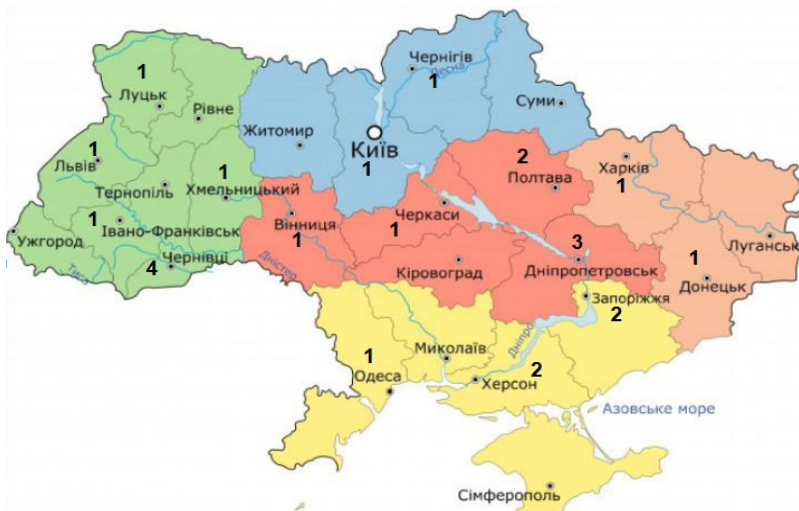 Чернігів
1
Десна
1
Луцьк
Суми
Рівне
Житомир
Київ
1
2
1
Львів
1
Харків
Полтава
1
Тернопіль
Хмельницький
1
Івано-Франківськ
Черкаси
1
Вінниця
1
Ужгород
3
Луганськ
1
Чернівці
4
Тиса
Дністер
Кіровоград
Дніпропетровськ
Донецьк
Запоріжжя
2
Дніпро
Миколаїв
1
Одеса
2
Херсон
Азовське море
Сімферополь